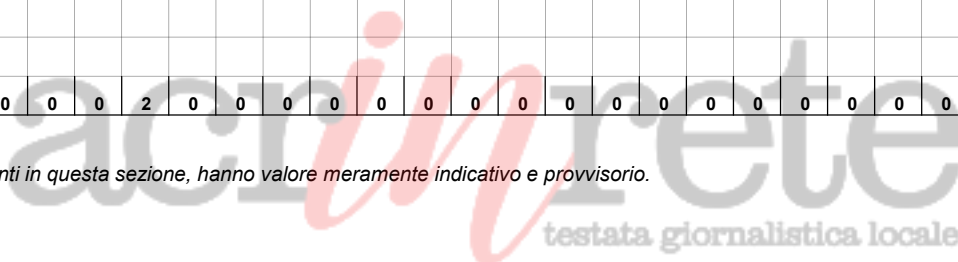 0 0 0 2 0 0 0 0 0 0 0 0 0 0 0 0 0 0 0 0 0
acrinrete
nti in questa sezione, hanno valore meramente indicativo e provvisorio.
testata giornalistica locale